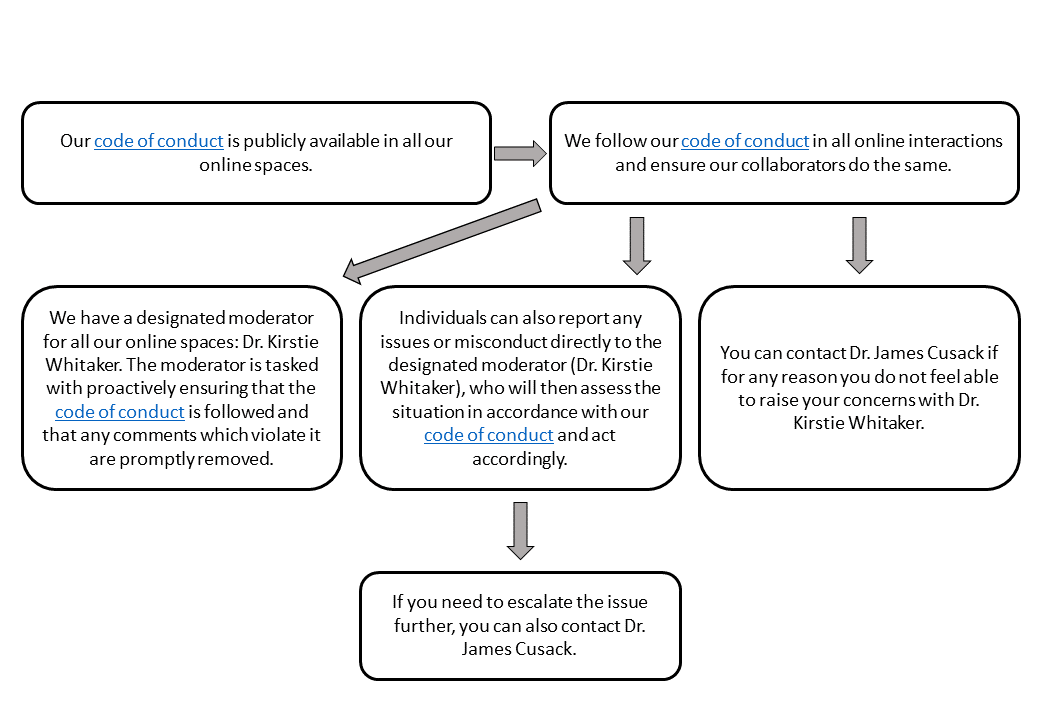 Our code of conduct is publicly available in all our
online spaces.
We follow our code of conduct in all online interactions
and ensure our collaborators do the same.
We have a designated moderator
for all our online spaces: Dr. Kirstie
Whitaker. The moderator is tasked
with proactively ensuring that the
code of conduct is followed and
that any comments which violate it
are promptly removed.
Individuals can also report any
issues or misconduct directly to the
designated moderator (Dr. Kirstie
Whitaker), who will then assess the
situation in accordance with our
code of conduct and act
accordingly.
You can contact Dr. James Cusack if
for any reason you do not feel able
to raise your concerns with Dr.
Kirstie Whitaker.
If you need to escalate the issue
further, you can also contact Dr.
James Cusack.